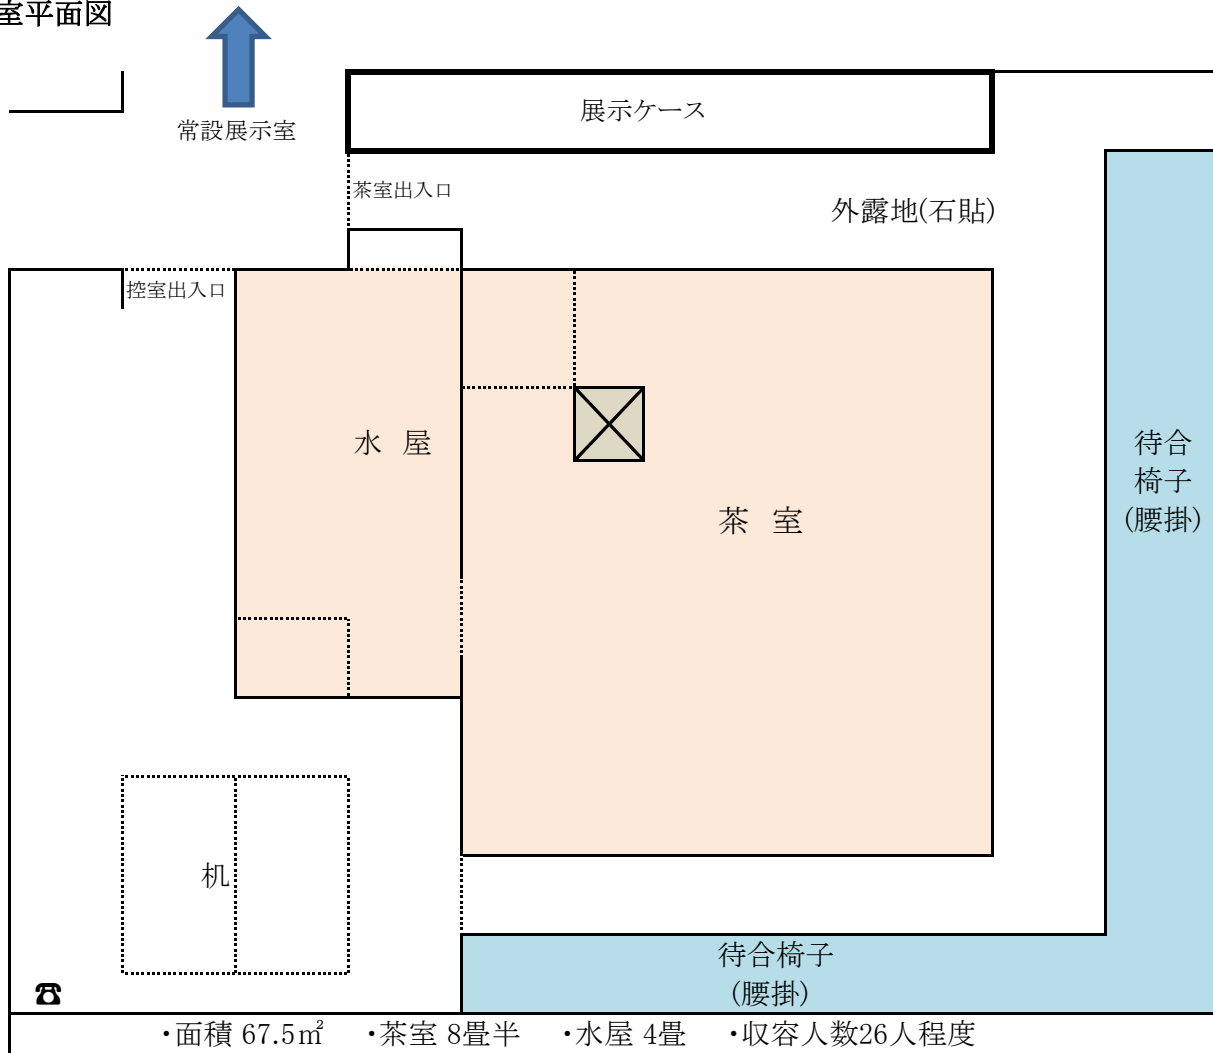 室平面図
展示ケース
常設展示室
茶室出入口
外露地(石貼)
控室出入口
水 屋
待合
椅子
(腰掛)
茶 室
机
待合椅子
(腰掛)
・面積 67.5㎡ ・茶室 8畳半 ・水屋 4畳 ・収容人数26人程度